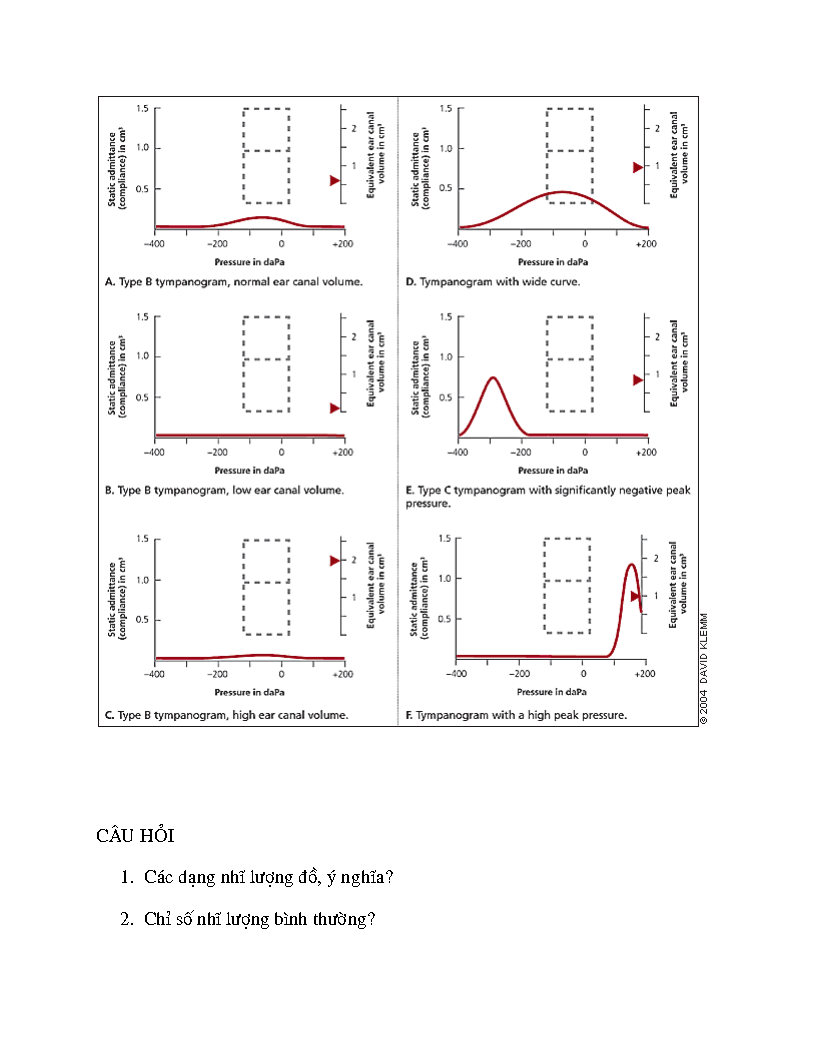 1.5
1.0
0.5
Static admittance
(compliance) in cm³
2
1
Equivalent ear canal
volume in cm³
−400
−200
0
+200
Pressure in daPa
A. Type B tympanogram, normal ear canal volume.
1.5
1.0
0.5
Static admittance
(compliance) in cm³
2
1
Equivalent ear canal
volume in cm³
−400
−200
0
+200
Pressure in daPa
D. Tympanogram with wide curve.
1.5
1.0
0.5
Static admittance
(compliance) in cm³
2
1
Equivalent ear canal
volume in cm³
−400
−200
0
+200
Pressure in daPa
B. Type B tympanogram, low ear canal volume.
1.5
1.0
0.5
Static admittance
(compliance) in cm³
2
1
Equivalent ear canal
volume in cm³
−400
−200
0
+200
Pressure in daPa
E. Type C tympanogram with significantly negative peak
pressure.
1.5
1.0
0.5
Static admittance
(compliance) in cm³
2
1
Equivalent ear canal
volume in cm³
−400
−200
0
+200
Pressure in daPa
C. Type B tympanogram, high ear canal volume.
1.5
1.0
0.5
Static admittance
(compliance) in cm³
2
1
Equivalent ear canal
volume in cm³
−400
−200
0
+200
Pressure in daPa
F. Tympanogram with a high peak pressure.
© 2004 DAVID KLEMM
CÂU HỎI
1. Các dạng nhĩ lượng đồ, ý nghĩa?
2. Chỉ số nhĩ lượng bình thường?